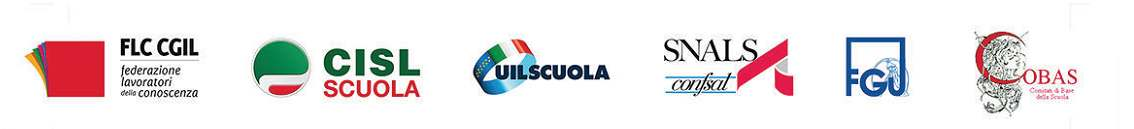 FLC CGIL
federazione
lavoratori
della conoscenza
CISL
SCUOLA
UILSCUOLA
SNALS
confsal
FGU
COBAS
Comitati di Base
della Scuola